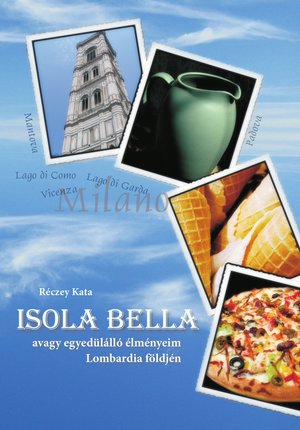 Mantova
Padova
Lago di Como
Lago di Garda
Vicenza
Milano
Réczey Kata
ISOLA BELLA
avagy egyedülálló élményeim
Lombardia földjén